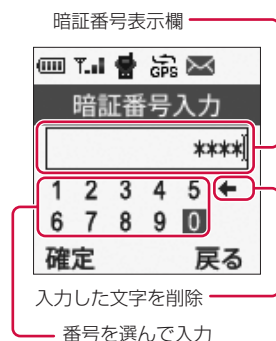 暗証番号表示欄
GPS
暗証番号入力
****
1 2 3 4 5 ←
6 7 8 9 0
確定 戻る
入力した文字を削除
番号を選んで入力